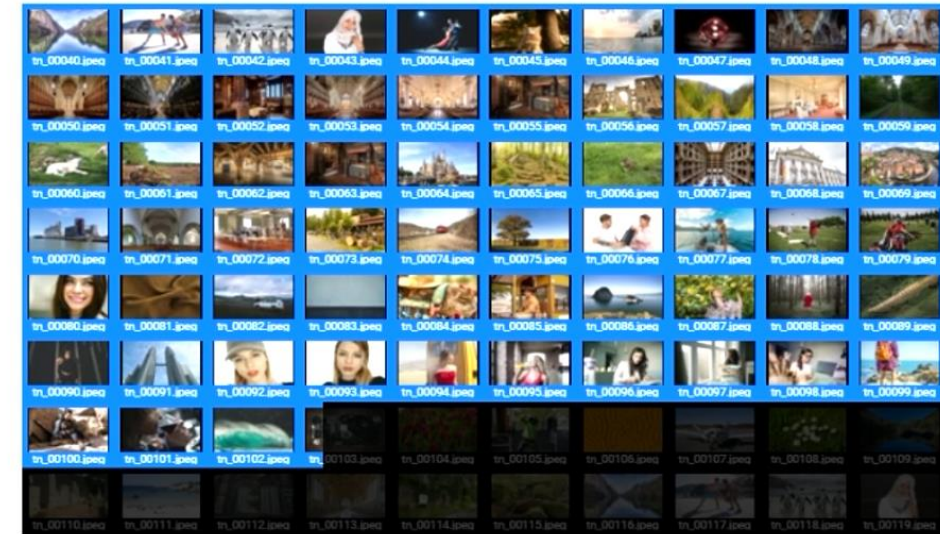 tn_00040.jpeg tn_00041.jpeg tn_00042.jpeg tn_00043.jpeg tn_00044.jpeg tn_00045.jpeg tn_00046.jpeg tn_00047.jpeg tn_00048.jpeg tn_00049.jpeg
tn_00050.jpeg tn_00051.jpeg tn_00052.jpeg tn_00053.jpeg tn_00054.jpeg tn_00055.jpeg tn_00056.jpeg tn_00057.jpeg tn_00058.jpeg tn_00059.jpeg
tn_00060.jpeg tn_00061.jpeg tn_00062.jpeg tn_00063.jpeg tn_00064.jpeg tn_00065.jpeg tn_00066.jpeg tn_00067.jpeg tn_00068.jpeg tn_00069.jpeg
tn_00070.jpeg tn_00071.jpeg tn_00072.jpeg tn_00073.jpeg tn_00074.jpeg tn_00075.jpeg tn_00076.jpeg tn_00077.jpeg tn_00078.jpeg tn_00079.jpeg
tn_00080.jpeg tn_00081.jpeg tn_00082.jpeg tn_00083.jpeg tn_00084.jpeg tn_00085.jpeg tn_00086.jpeg tn_00087.jpeg tn_00088.jpeg tn_00089.jpeg
tn_00090.jpeg tn_00091.jpeg tn_00092.jpeg tn_00093.jpeg tn_00094.jpeg tn_00095.jpeg tn_00096.jpeg tn_00097.jpeg tn_00098.jpeg tn_00099.jpeg
tn_00100.jpeg tn_00101.jpeg tn_00102.jpeg tn_00103.jpeg tn_00104.jpeg tn_00105.jpeg tn_00106.jpeg tn_00107.jpeg tn_00108.jpeg tn_00109.jpeg
tn_00110.jpeg tn_00111.jpeg tn_00112.jpeg tn_00113.jpeg tn_00114.jpeg tn_00115.jpeg tn_00116.jpeg tn_00117.jpeg tn_00118.jpeg tn_00119.jpeg